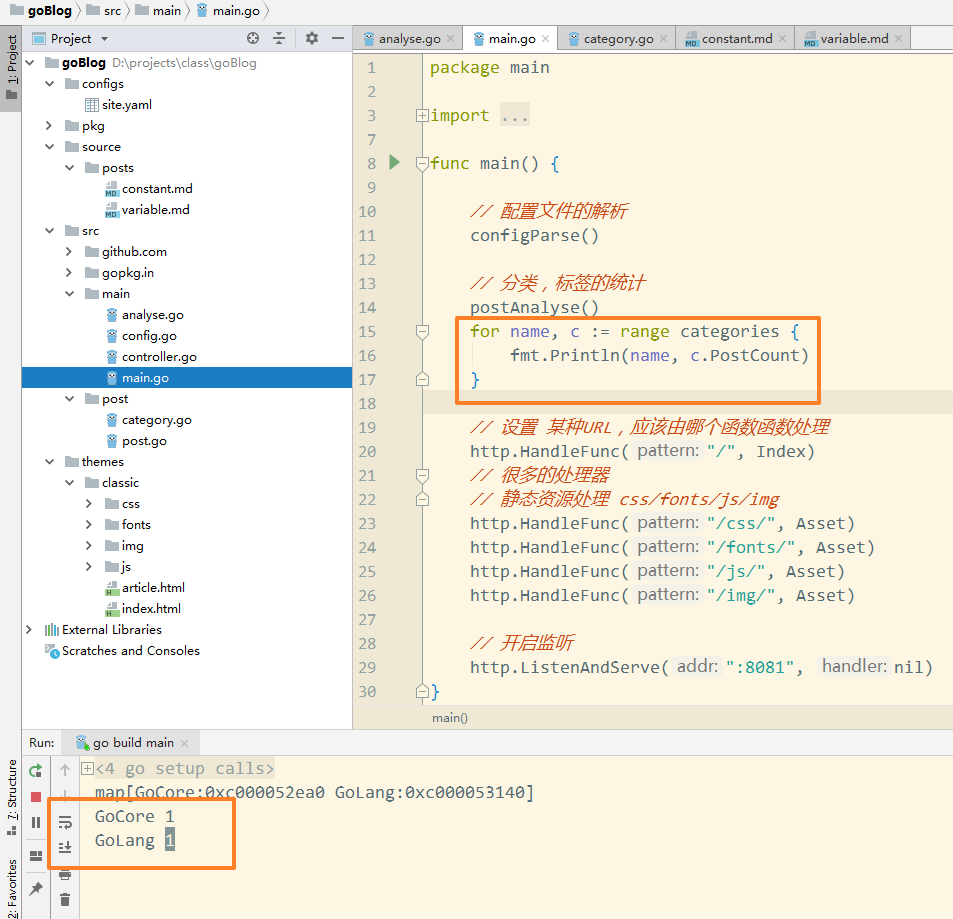 goBlog src main main.go
1: Project
Project
analyse.go main.go category.go constant.md variable.md
goBlog D:\projects\class\goBlog
configs
site.yaml
pkg
source
posts
MD constant.md
MD variable.md
src
github.com
gopkg.in
main
analyse.go
config.go
controller.go
main.go
post
category.go
post.go
themes
classic
css
fonts
img
js
H article.html
H index.html
External Libraries
Scratches and Consoles
1 package main
2
3 import ...
7
8 func main() {
9
10 // 配置文件的解析
11 configParse()
12
13 // 分类，标签的统计
14 postAnalyse()
15 for name, c := range categories {
16 fmt.Println(name, c.PostCount)
17 }
18
19 // 设置 某种URL，应该由哪个函数函数处理
20 http.HandleFunc( pattern: "/", Index)
21 // 很多的处理器
22 // 静态资源处理 css/fonts/js/img
23 http.HandleFunc( pattern: "/css/", Asset)
24 http.HandleFunc( pattern: "/fonts/", Asset)
25 http.HandleFunc( pattern: "/js/", Asset)
26 http.HandleFunc( pattern: "/img/", Asset)
27
28 // 开启监听
29 http.ListenAndServe( addr: ":8081", handler: nil)
30 }
main()
Run: go build main
7: Structure
2: Favorites
<4 go setup calls>
map[GoCore:0xc000052ea0 GoLang:0xc000053140]
GoCore 1
GoLang 1